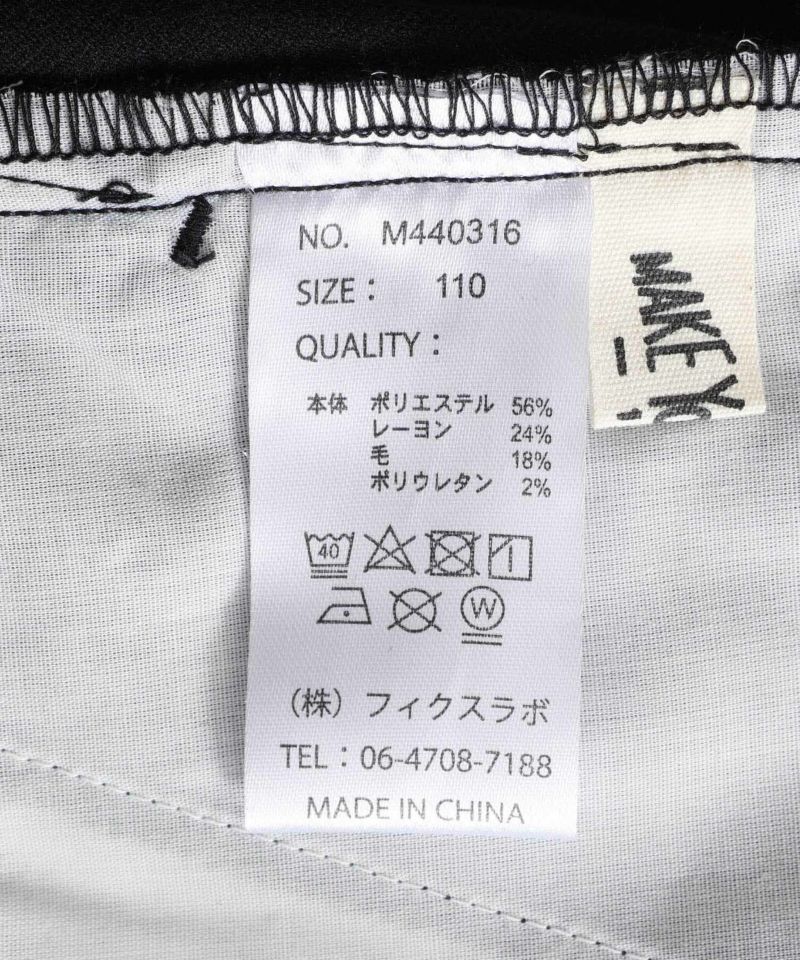 NO. M440316
SIZE： 110
QUALITY：
本体 ポリエステル 56%
レーヨン 24%
毛 18%
ポリウレタン 2%
40
W
（株）フィクスラボ
TEL：06-4708-7188
MADE IN CHINA
MAKE